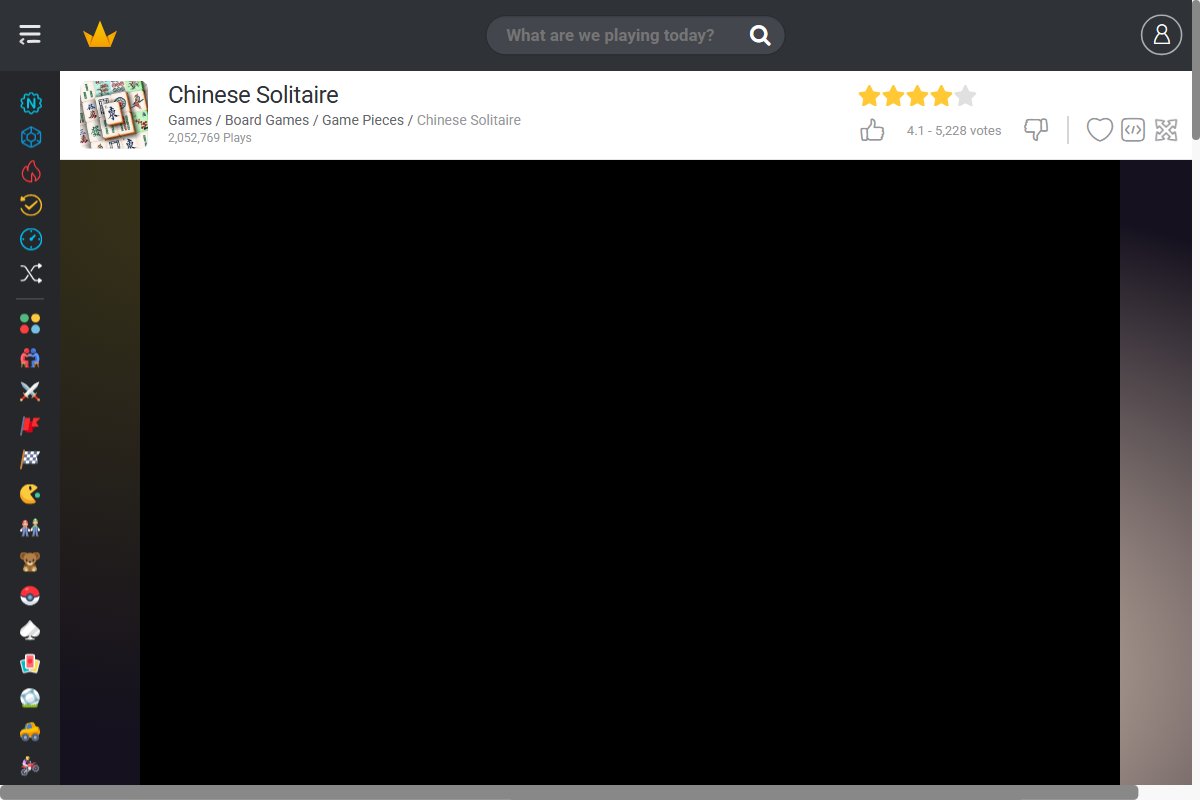 What are we playing today?
Chinese Solitaire
Games / Board Games / Game Pieces / Chinese Solitaire
2,052,769 Plays
4.1 - 5,228 votes